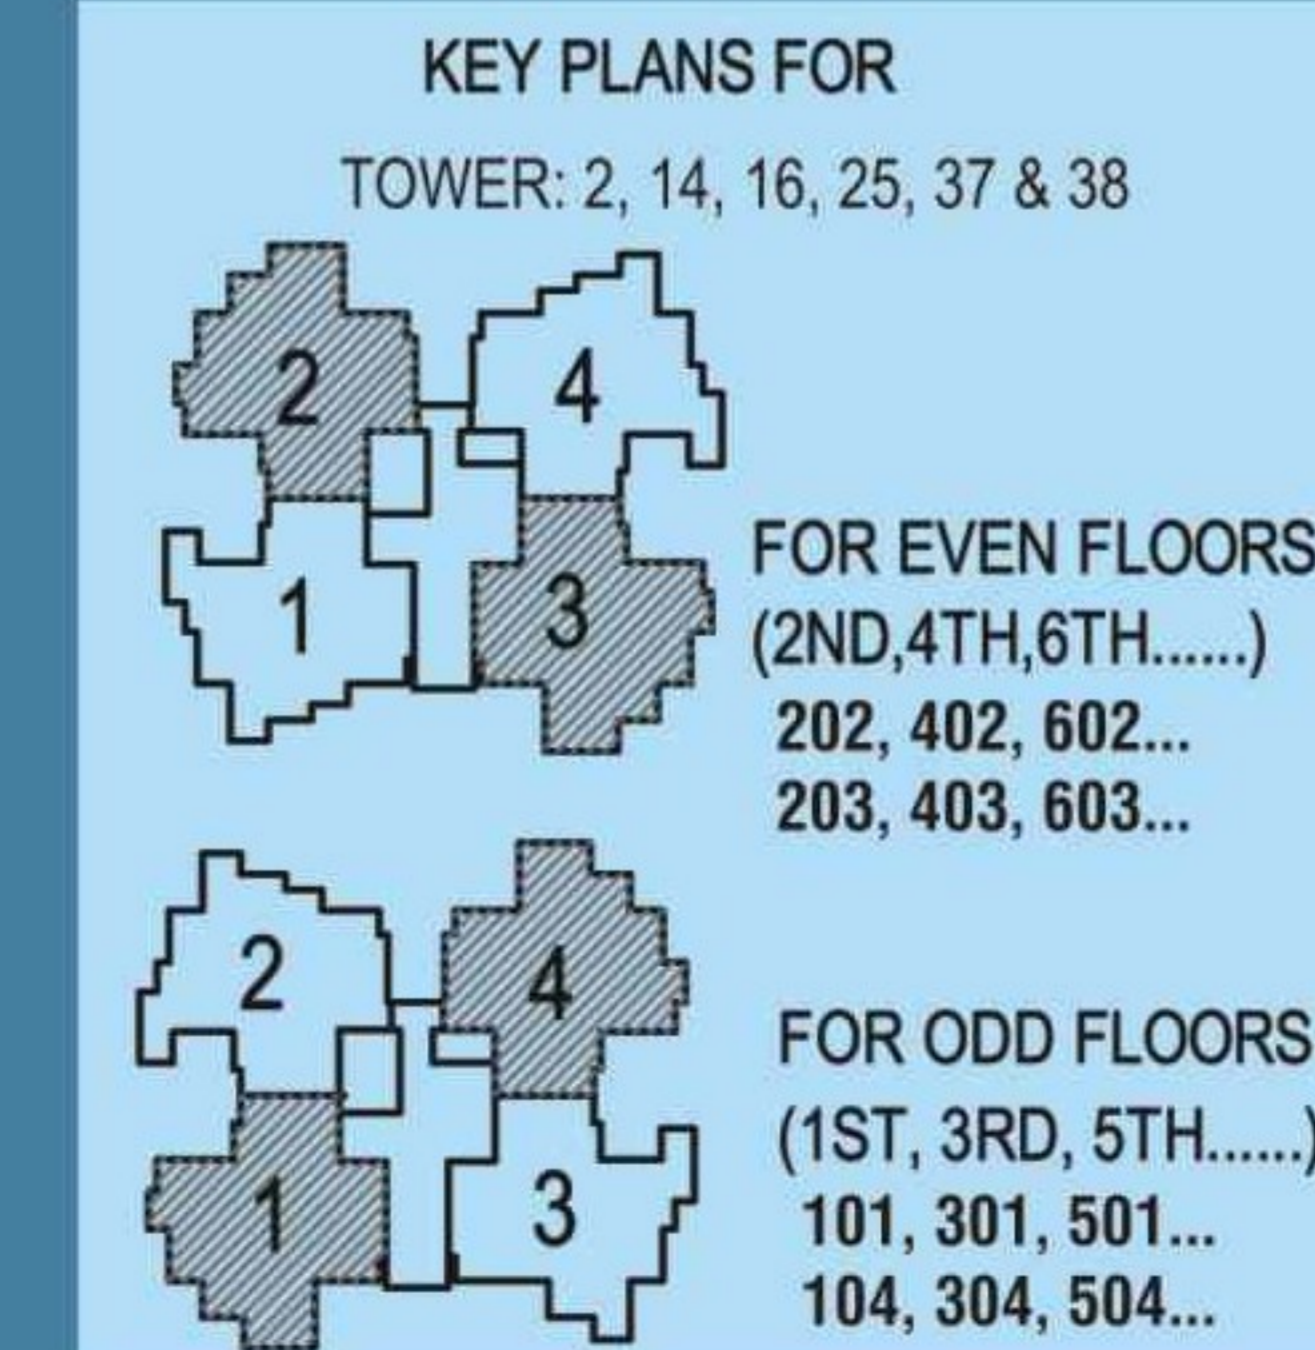 KEY PLANS FOR
TOWER: 2, 14, 16, 25, 37 & 38
2
4
1
3
FOR EVEN FLOORS
(2ND,4TH,6TH......)
202, 402, 602...
203, 403, 603...
2
4
1
3
FOR ODD FLOORS
(1ST, 3RD, 5TH......)
101, 301, 501...
104, 304, 504...